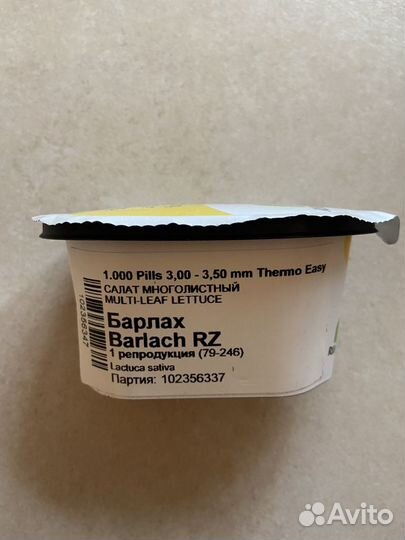 1.000 Pills 3,00 - 3,50 mm Thermo Easy
САЛАТ МНОГОЛИСТНЫЙ
MULTI-LEAF LETTUCE
Барлах
Barlach RZ
1 репродукция (79-246)
Lactuca sativa
Партия: 102356337
Avito